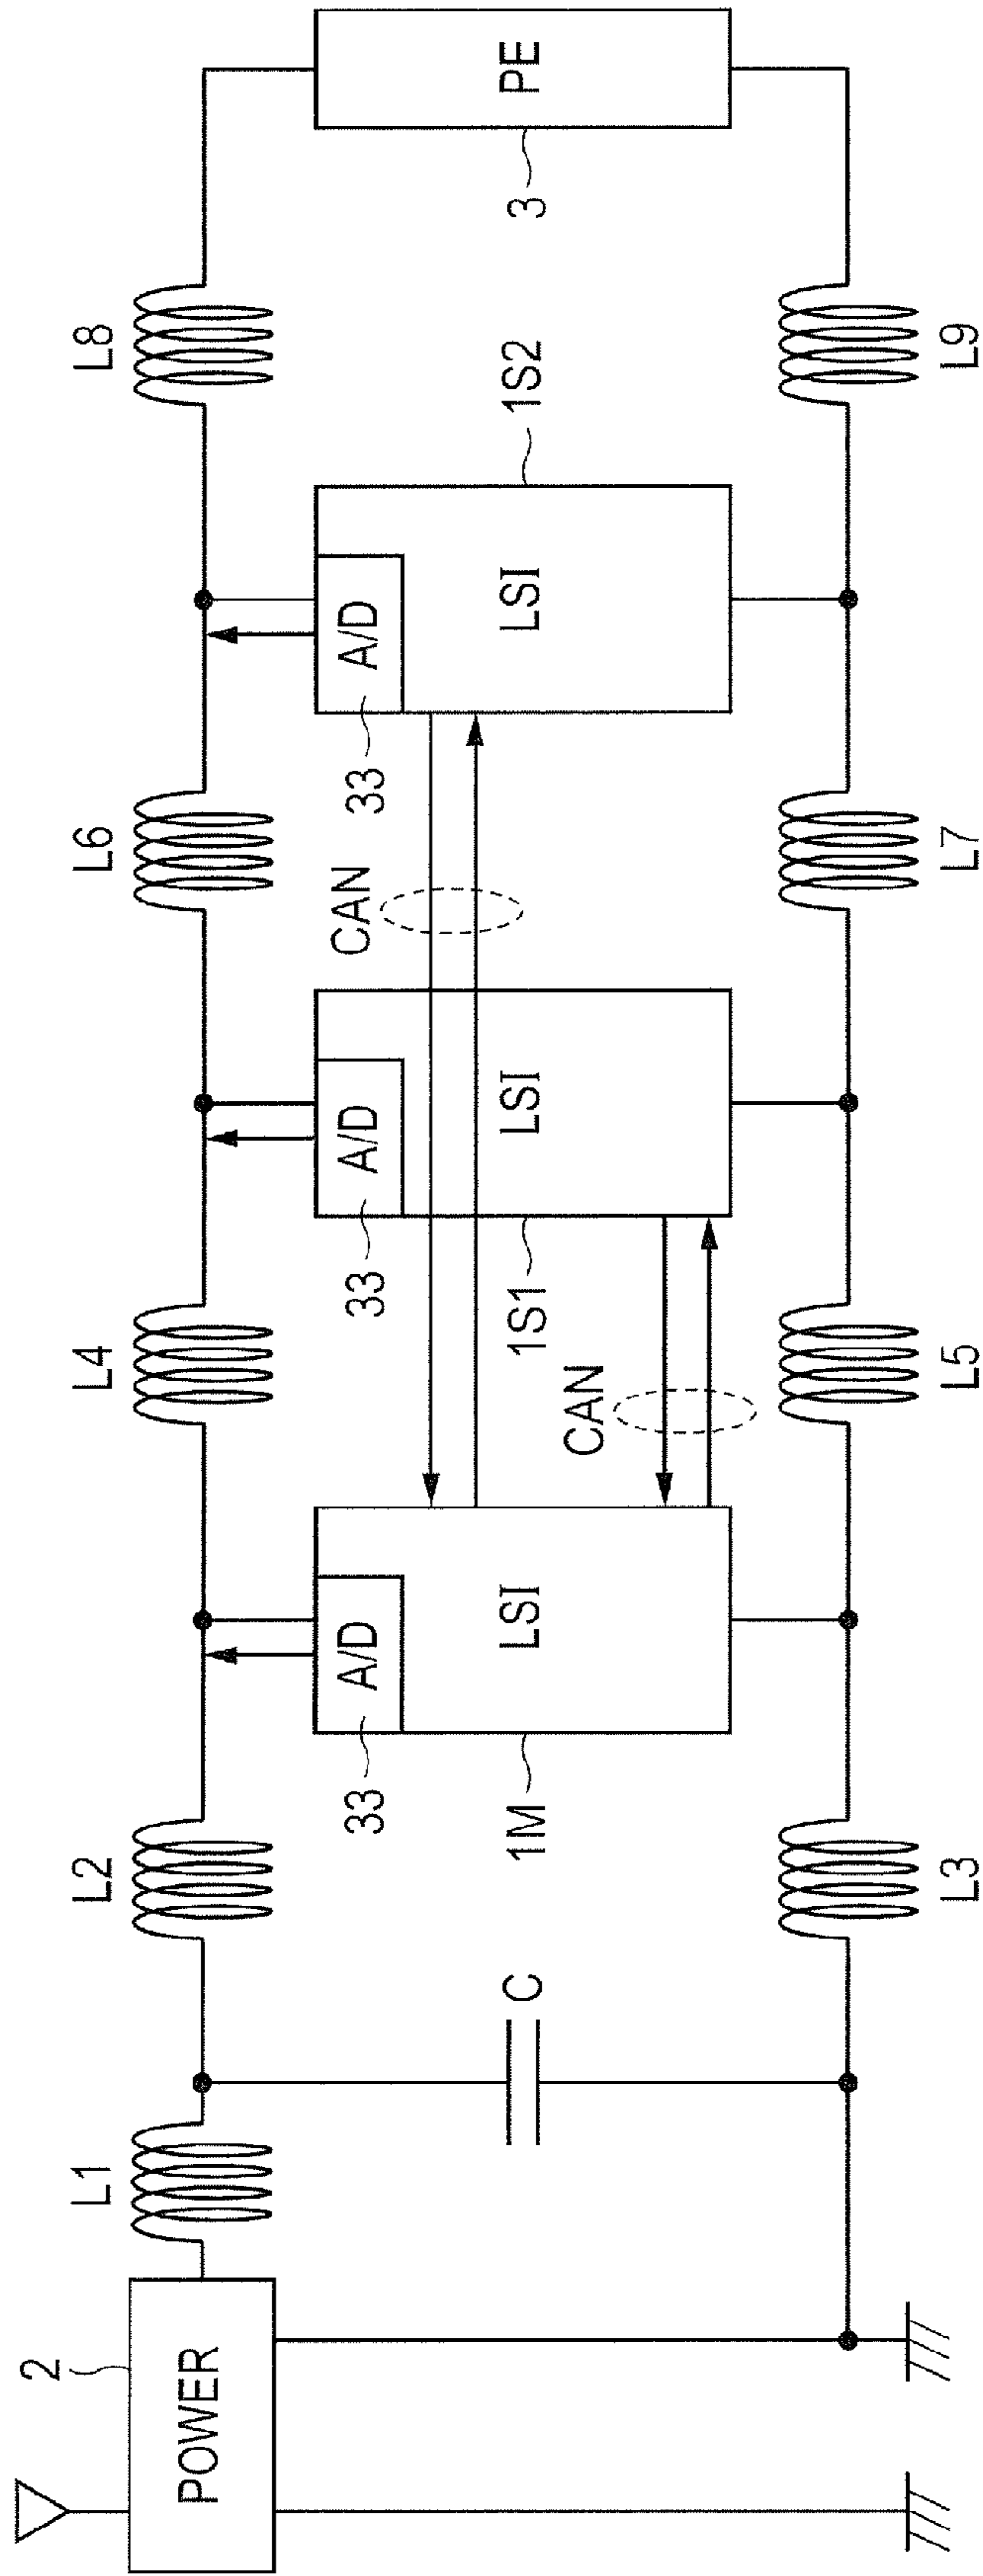 2
POWER
L1
C
L2
L3
33
A/D
LSI
1M
L4
L5
CAN
33
A/D
LSI
1S1
L6
L7
CAN
33
A/D
LSI
1S2
L8
L9
PE
3